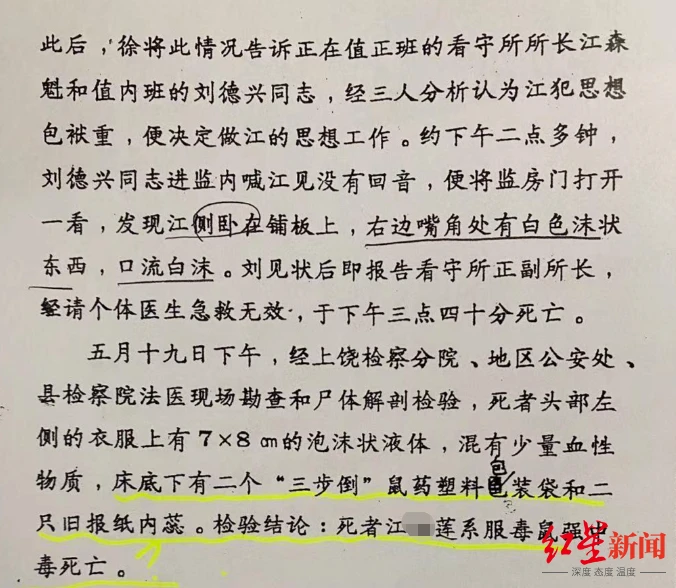 此后，徐将此情况告诉正在值正班的看守所所长江森
魁和值内班的刘德兴同志，经三人分析认为江犯思想
包袱重，便决定做江的思想工作。约下午二点多钟，
刘德兴同志进监内喊江见没有回音，便将监房门打开
一看，发现江侧卧在铺板上，右边嘴角处有白色沫状
东西，口流白沫。刘见状后即报告看守所正副所长，
经请个体医生急救无效，于下午三点四十分死亡。
五月十九日下午，经上饶检察分院、地区公安处、
县检察院法医现场勘查和尸体解剖检验，死者头部左
侧的衣服上有7×8㎝的泡沫状液体，混有少量血性
物质，床底下有二个“三步倒”鼠药塑料包装袋和二
只旧报纸内蕊。检验结论：死者江 莲系服毒鼠强中
毒死亡。
红星新闻
深度 态度 温度